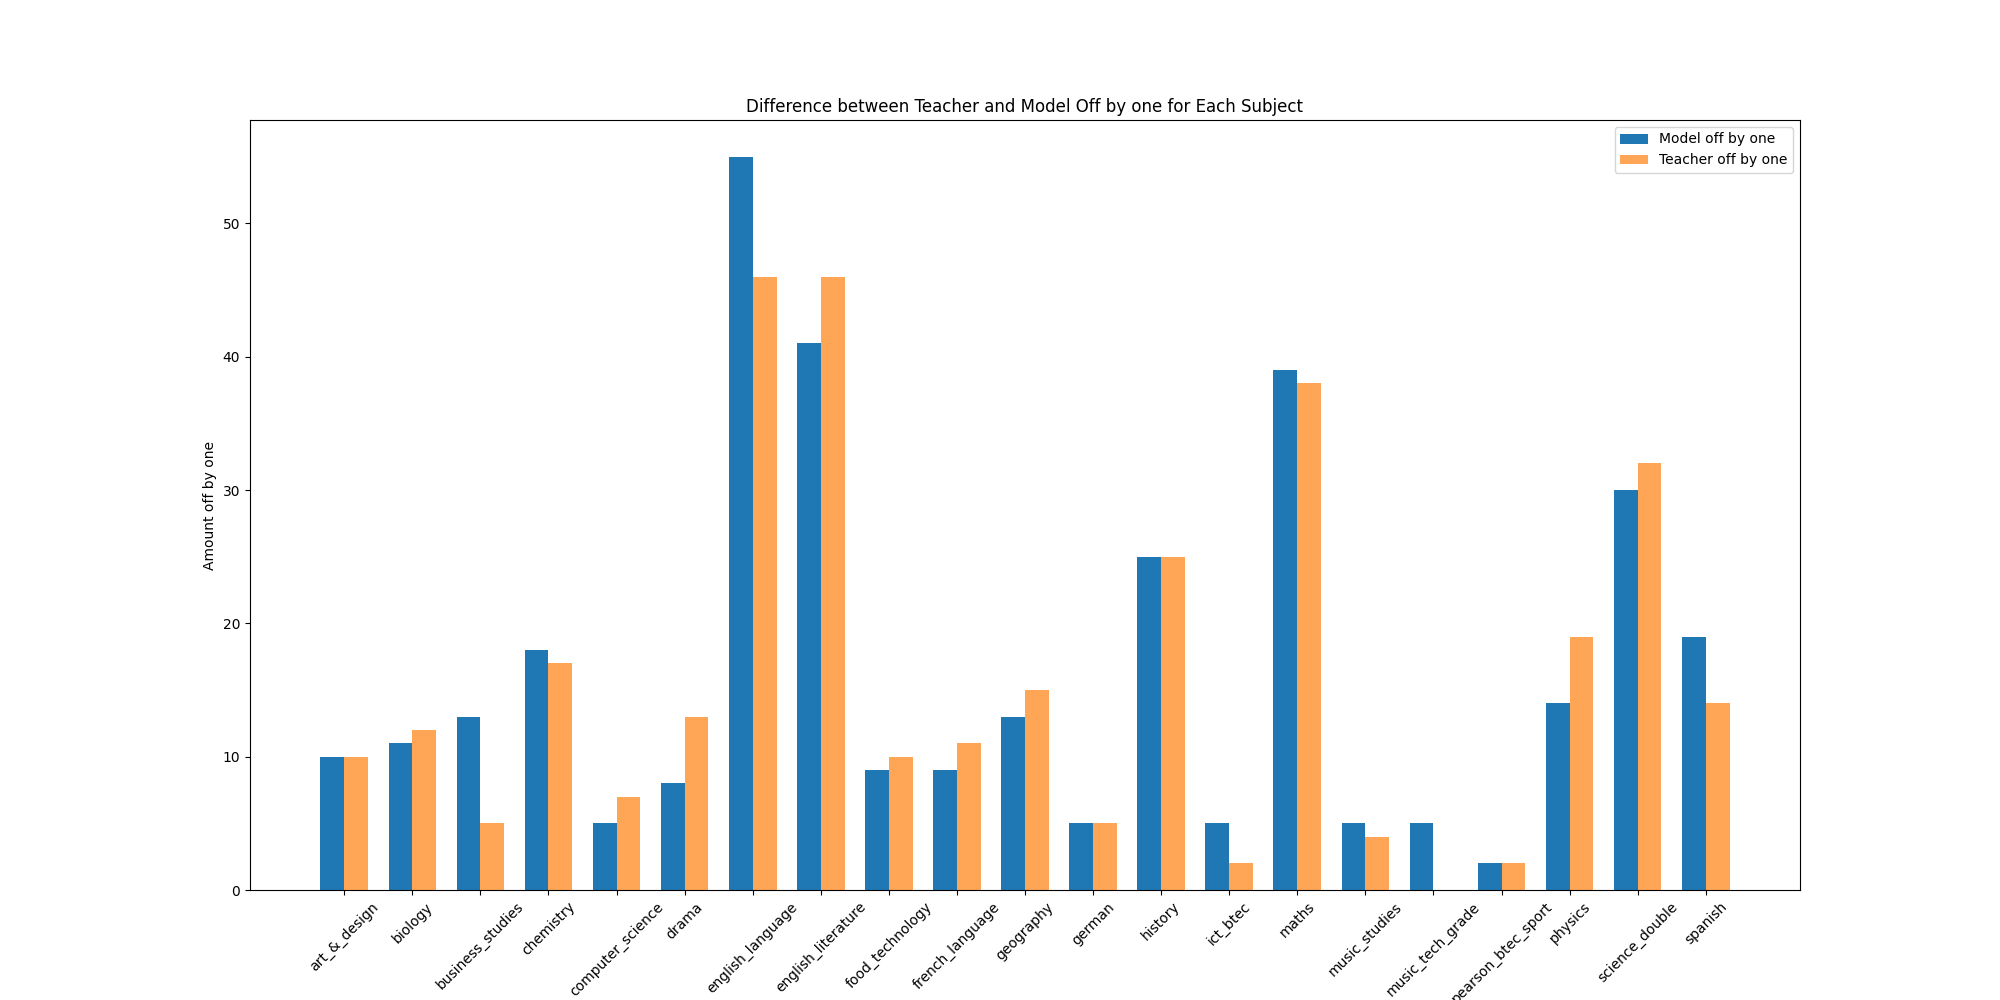 Difference between Teacher and Model Off by one for Each Subject
Model off by one
Teacher off by one
Amount off by one
50
40
30
20
10
0
art_&_design
biology
business_studies
chemistry
computer_science
drama
english_language
english_literature
food_technology
french_language
geography
german
history
ict_btec
maths
music_studies
music_tech_grade
pearson_btec_sport
physics
science_double
spanish